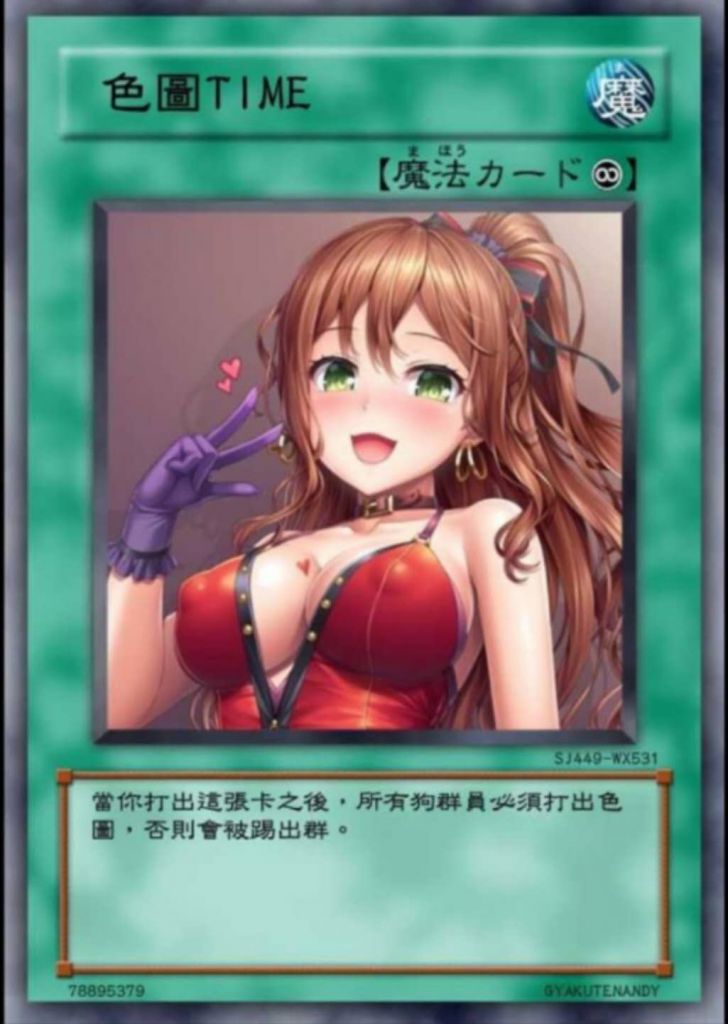 色圖TIME
魔
まほう
【魔法カード♾】
SJ449-WX531
當你打出這張卡之後，所有狗群員必須打出色
圖，否則會被踢出群。
78895379
GYAKUTENANDY